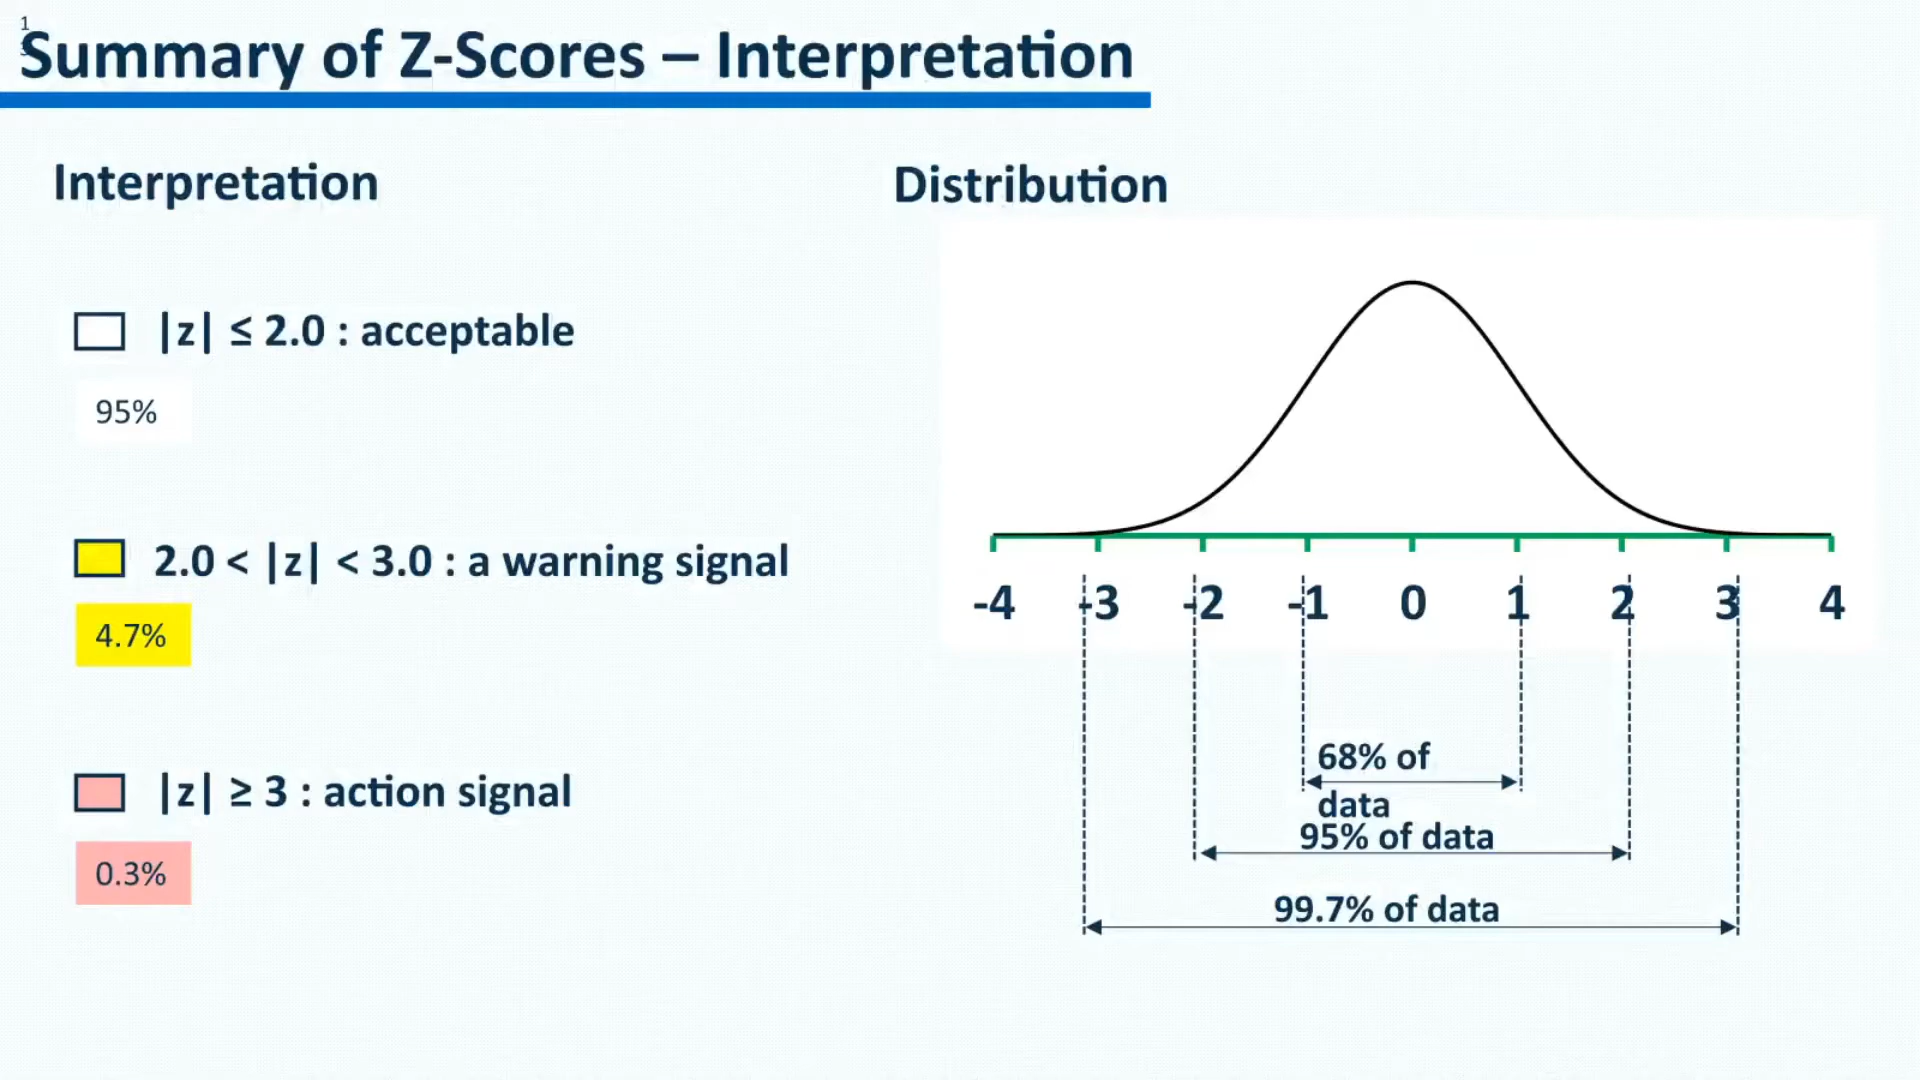 1
Summary of Z-Scores – Interpretation
Interpretation
|z| ≤ 2.0 : acceptable
95%
2.0 < |z| < 3.0 : a warning signal
4.7%
|z| ≥ 3 : action signal
0.3%
Distribution
-4 -3 -2 -1 0 1 2 3 4
68% of
data
95% of data
99.7% of data